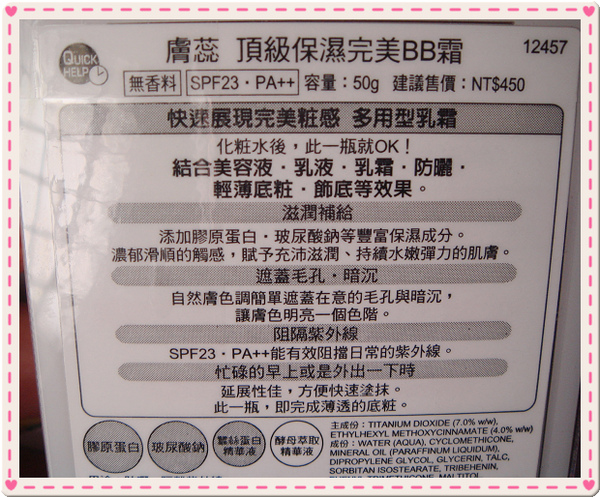 QUICK HELP
膚蕊 頂級保濕完美BB霜
12457
無香料 SPF23・PA++ 容量：50g 建議售價：NT$450
快速展現完美粧感 多用型乳霜
化粧水後，此一瓶就OK！
結合美容液・乳液・乳霜・防曬・
輕薄底粧・飾底等效果。
滋潤補給
添加膠原蛋白・玻尿酸鈉等豐富保濕成分。
濃郁滑順的觸感，賦予充沛滋潤、持續水嫩彈力的肌膚。
遮蓋毛孔・暗沉
自然膚色調簡單遮蓋在意的毛孔與暗沉，
讓膚色明亮一個色階。
阻隔紫外線
SPF23・PA++能有效阻擋日常的紫外線。
忙碌的早上或是外出一下時
延展性佳，方便快速塗抹。
此一瓶，即完成薄透的底粧。
膠原蛋白
玻尿酸鈉
蠶絲蛋白
精華液
酵母萃取
精華液
主成份：TITANIUM DIOXIDE (7.0% w/w),
ETHYLHEXYL METHOXYCINNAMATE (4.0% w/w)
成份：WATER (AQUA), CYCLOMETHICONE,
MINERAL OIL (PARAFFINUM LIQUIDUM),
DIPROPYLENE GLYCOL, GLYCERIN, TALC,
SORBITAN ISOSTEARATE, TRIBEHENIN,